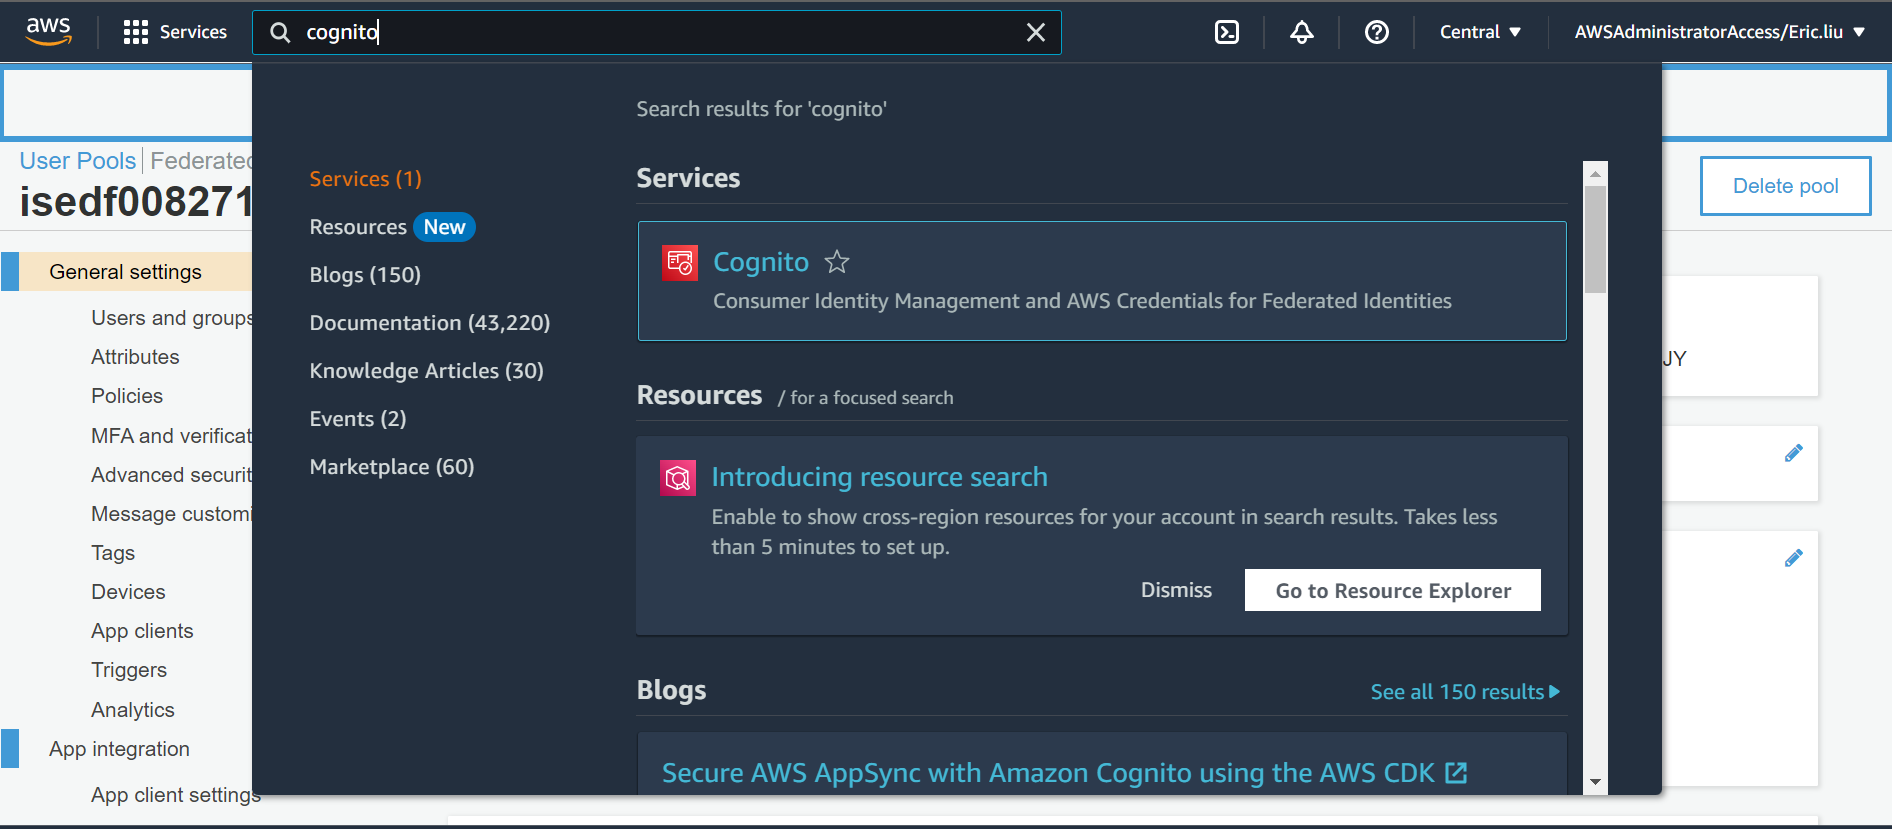 aws
Services
cognito
Central
AWSAdministratorAccess/Eric.liu
Search results for 'cognito'
User Pools
Federated
isedf008271
Delete pool
General settings
Users and groups
Attributes
Policies
MFA and verificat
Advanced securit
Message customi
Tags
Devices
App clients
Triggers
Analytics
App integration
App client settings
Services (1)
Resources New
Blogs (150)
Documentation (43,220)
Knowledge Articles (30)
Events (2)
Marketplace (60)
Services
Cognito
Consumer Identity Management and AWS Credentials for Federated Identities
Resources / for a focused search
Introducing resource search
Enable to show cross-region resources for your account in search results. Takes less
than 5 minutes to set up.
Dismiss
Go to Resource Explorer
Blogs
See all 150 results
Secure AWS AppSync with Amazon Cognito using the AWS CDK
JY